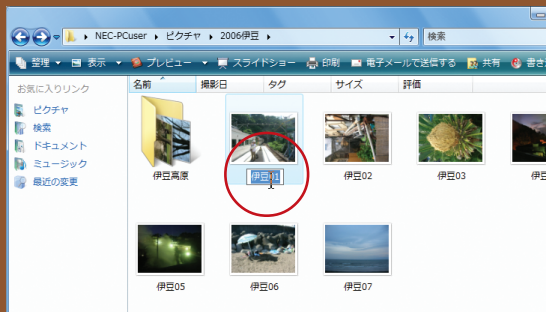 NEC-PCuser ▸ ピクチャ ▸ 2006伊豆 ▸
検索
整理 表示 プレビュー スライドショー 印刷 電子メールで送信する 共有 書き
お気に入りリンク
名前 撮影日 タグ サイズ 評価
ピクチャ
検索
ドキュメント
ミュージック
最近の変更
伊豆高原 伊豆01 伊豆02 伊豆03
伊豆05 伊豆06 伊豆07